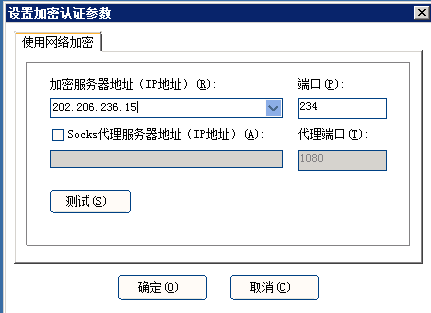 设置加密认证参数
使用网络加密
加密服务器地址（IP地址）(R): 端口(P):
202.206.236.15 234
Socks代理服务器地址（IP地址）(A): 代理端口(T):
1080
测试(S)
确定(O) 取消(C)